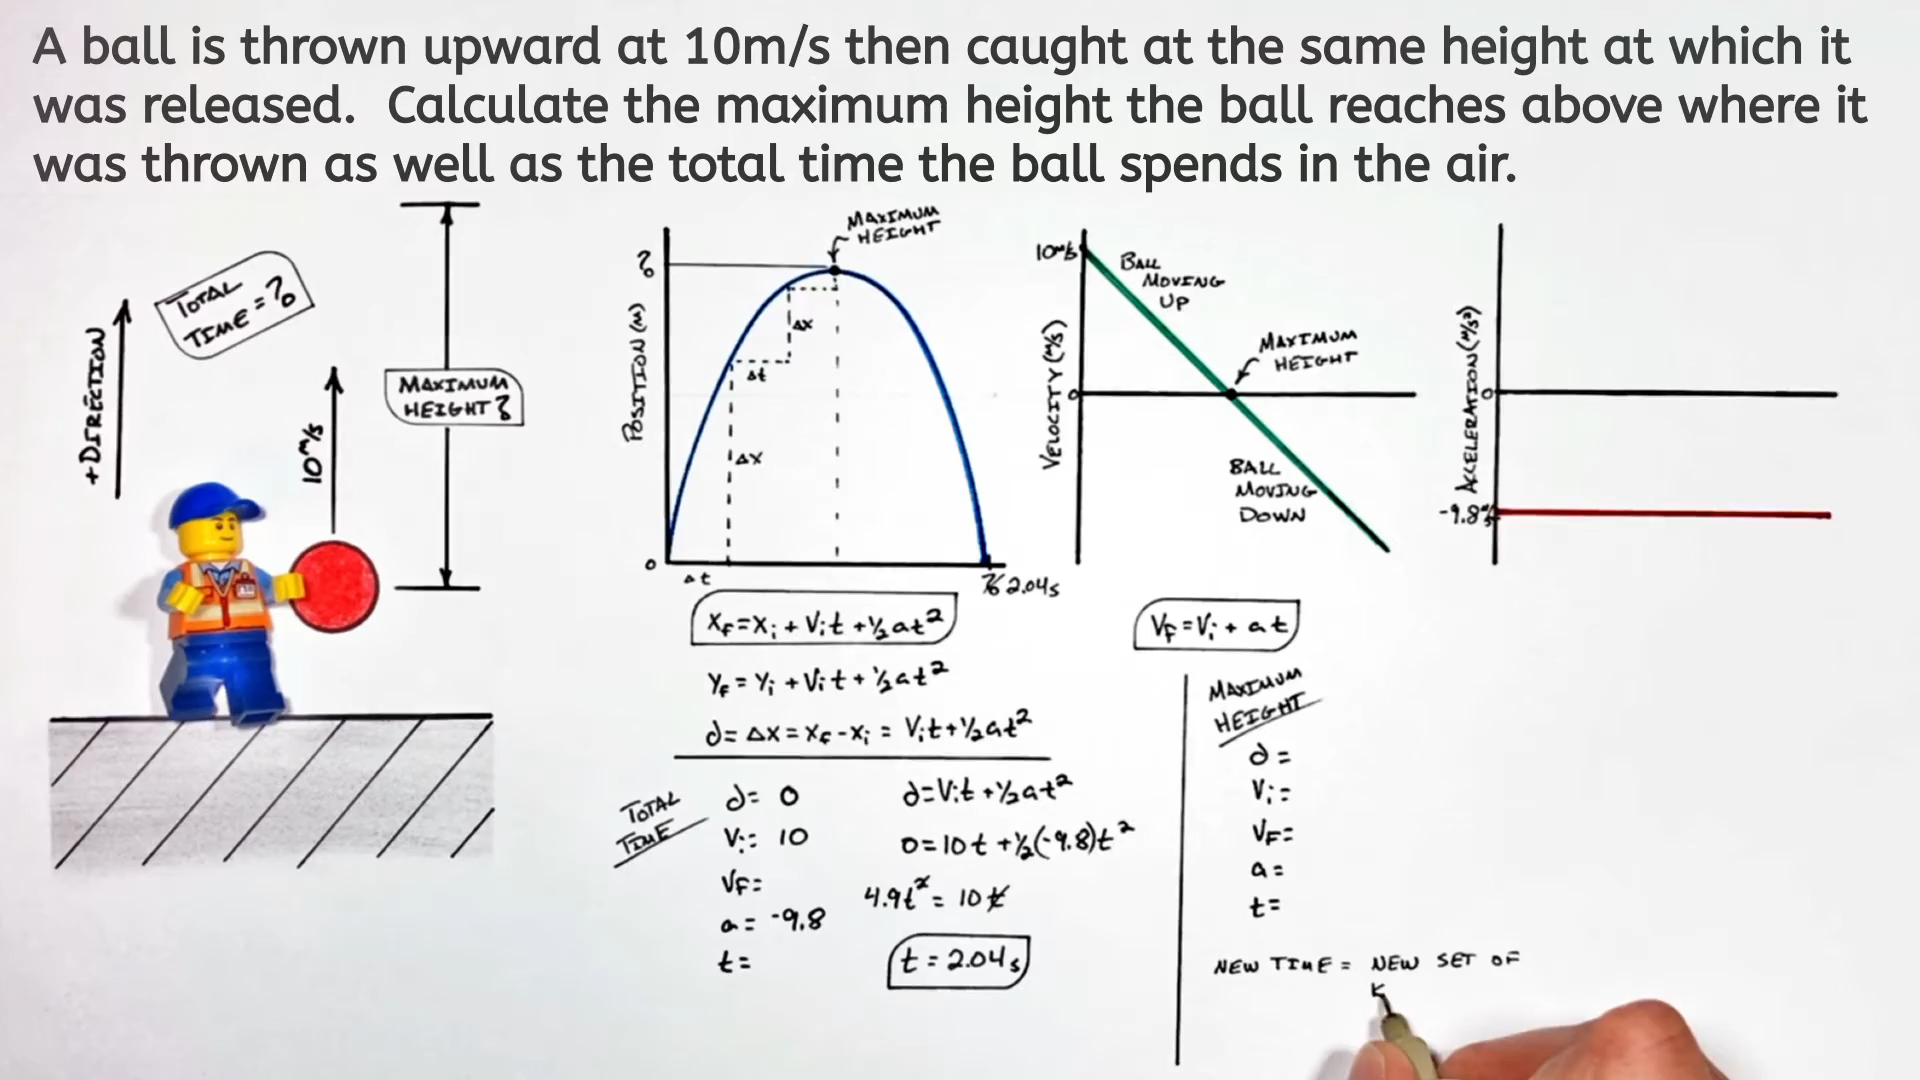 A ball is thrown upward at 10m/s then caught at the same height at which it
was released. Calculate the maximum height the ball reaches above where it
was thrown as well as the total time the ball spends in the air.
+DIRECTION
TOTAL
TIME = ?
10 m/s
MAXIMUM
HEIGHT ?
POSITION (M)
?
0
MAXIMUM
HEIGHT
Δx
Δt
Δx
Δt
2.04s
VELOCITY (M/S)
10 m/s
0
BALL
MOVING
UP
MAXIMUM
HEIGHT
BALL
MOVING
DOWN
ACCELERATION (M/S²)
0
-9.8
XF = Xi + Vit + ½at²
YF = Yi + Vit + ½at²
d = ΔX = XF - Xi = Vit + ½at²
TOTAL
TIME
d = 0
Vi = 10
VF =
a = -9.8
t =
d = Vit + ½at²
0 = 10t + ½(-9.8)t²
4.9t² = 10t
t = 2.04s
VF = Vi + at
MAXIMUM
HEIGHT
d =
Vi =
VF =
a =
t =
NEW TIME = NEW SET OF
K